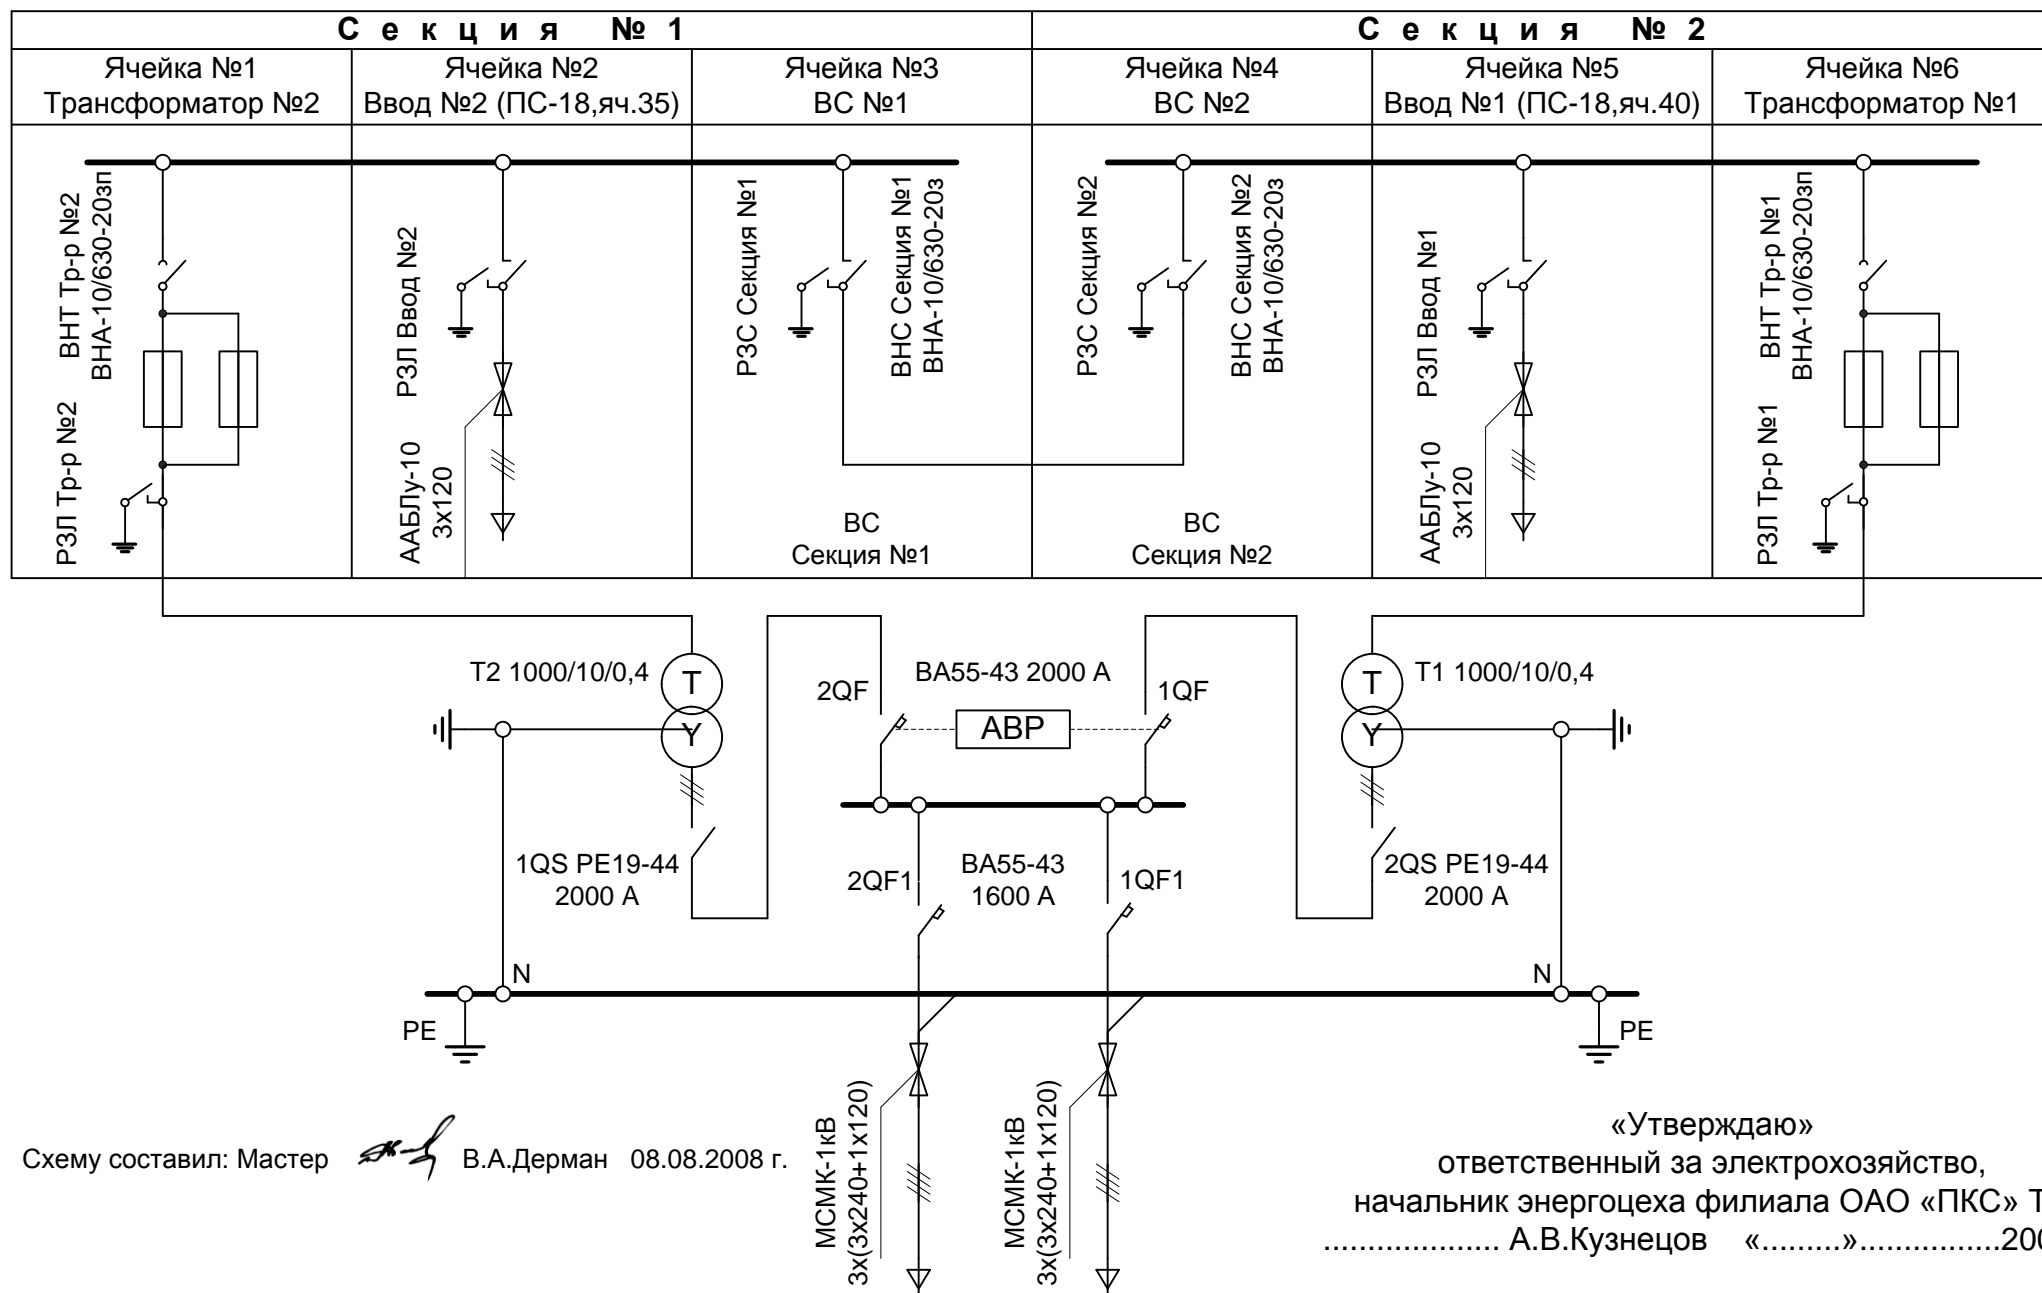 Секция № 1
Секция № 2
Ячейка №1
Трансформатор №2
Ячейка №2
Ввод №2 (ПС-18,яч.35)
Ячейка №3
ВС №1
Ячейка №4
ВС №2
Ячейка №5
Ввод №1 (ПС-18,яч.40)
Ячейка №6
Трансформатор №1
ВНТ Тр-р №2
ВНА-10/630-20зп
РЗЛ Тр-р №2
РЗЛ Ввод №2
ААБЛу-10
3х120
РЗС Секция №1
ВНС Секция №1
ВНА-10/630-20з
ВС
Секция №1
РЗС Секция №2
ВНС Секция №2
ВНА-10/630-20з
ВС
Секция №2
РЗЛ Ввод №1
ААБЛу-10
3х120
ВНТ Тр-р №1
ВНА-10/630-20зп
РЗЛ Тр-р №1
Т2 1000/10/0,4
Т
Y
2QF
ВА55-43 2000 А
АВР
1QF
Т
Y
Т1 1000/10/0,4
1QS РЕ19-44
2000 А
2QF1
ВА55-43
1600 А
1QF1
2QS РЕ19-44
2000 А
N
N
PE
PE
МСМК-1кВ
3х(3х240+1х120)
МСМК-1кВ
3х(3х240+1х120)
Схему составил: Мастер В.А.Дерман 08.08.2008 г.
«Утверждаю»
ответственный за электрохозяйство,
начальник энергоцеха филиала ОАО «ПКС»
.................... А.В.Кузнецов «.........»................200